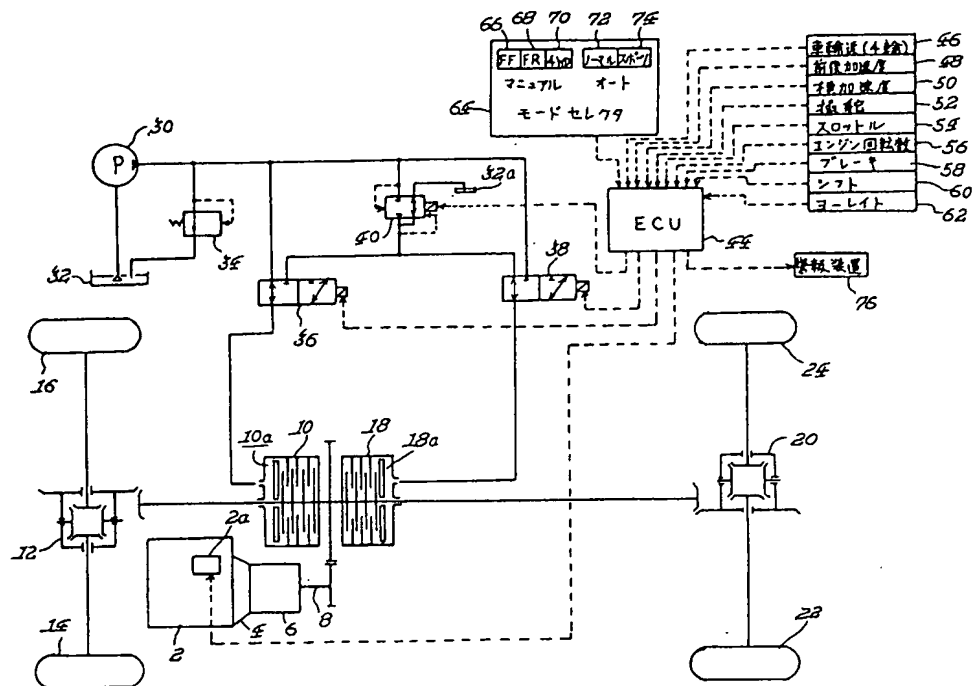 66 68 70 72 74
FF FR 4WD ノーマル スポーツ
マニュアル オート
モード セレクタ
64
車輪速(4輪) 46
前後加速度 48
横加速度 50
操舵 52
スロットル 54
エンジン回転数 56
ブレーキ 58
シフト 60
ヨーレイト 62
30
P
32a
40
34
32
ECU
44
38
36
警報装置
76
16
24
10a 10 18 18a
20
12
2a
2 4 6 8
14
22